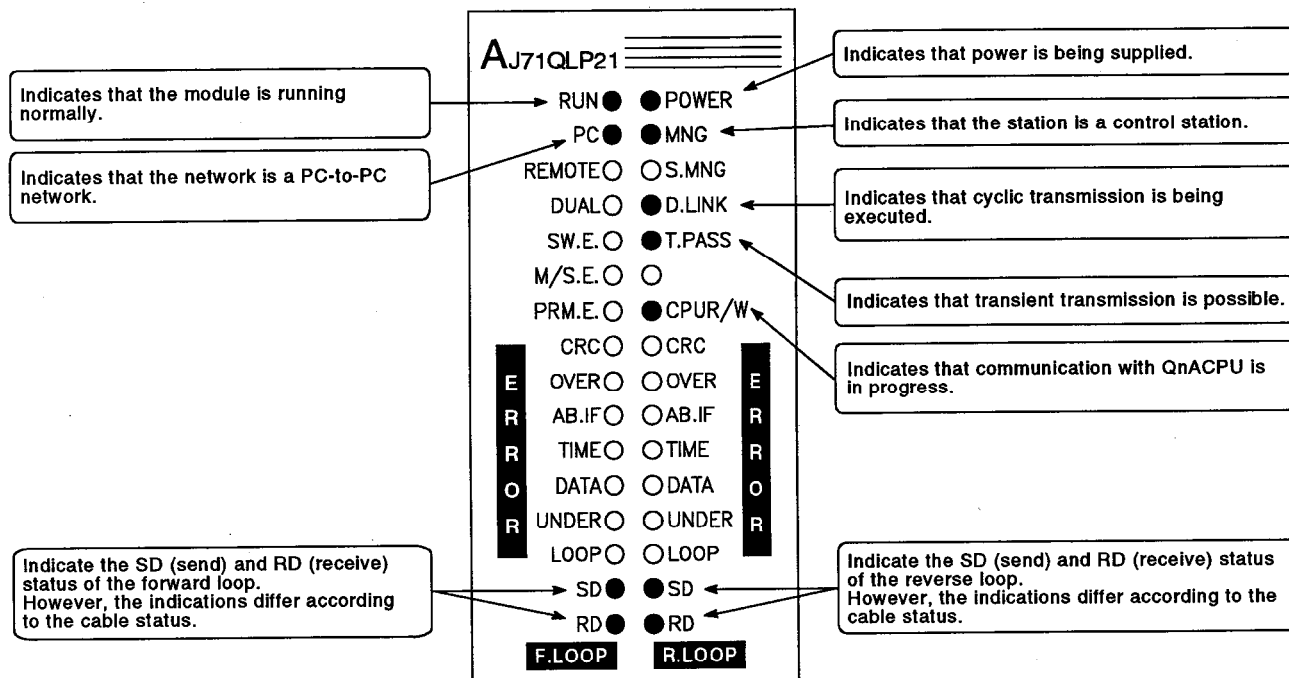 AJ71QLP21
Indicates that the module is running
normally.
Indicates that the network is a PC-to-PC
network.
Indicates that power is being supplied.
Indicates that the station is a control station.
Indicates that cyclic transmission is being
executed.
Indicates that transient transmission is possible.
Indicates that communication with QnACPU is
in progress.
RUN POWER
PC MNG
REMOTE S.MNG
DUAL D.LINK
SW.E. T.PASS
M/S.E.
PRM.E. CPUR/W
CRC CRC
OVER OVER
AB.IF AB.IF
TIME TIME
DATA DATA
UNDER UNDER
LOOP LOOP
SD SD
RD RD
ERROR
ERROR
F.LOOP R.LOOP
Indicate the SD (send) and RD (receive)
status of the forward loop.
However, the indications differ according
to the cable status.
Indicate the SD (send) and RD (receive) status
of the reverse loop.
However, the indications differ according to the
cable status.